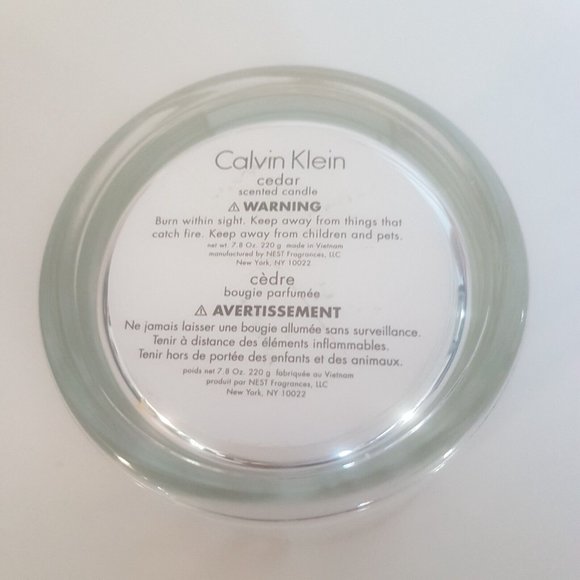 Calvin Klein
cedar
scented candle
⚠ WARNING
Burn within sight. Keep away from things that
catch fire. Keep away from children and pets.
net wt. 7.8 Oz. 220 g made in Vietnam
manufactured by NEST Fragrances, LLC
New York, NY 10022
cèdre
bougie parfumée
⚠ AVERTISSEMENT
Ne jamais laisser une bougie allumée sans surveillance.
Tenir à distance des éléments inflammables.
Tenir hors de portée des enfants et des animaux.
poids net 7.8 Oz. 220 g fabriquée au Vietnam
produit par NEST Fragrances, LLC
New York, NY 10022